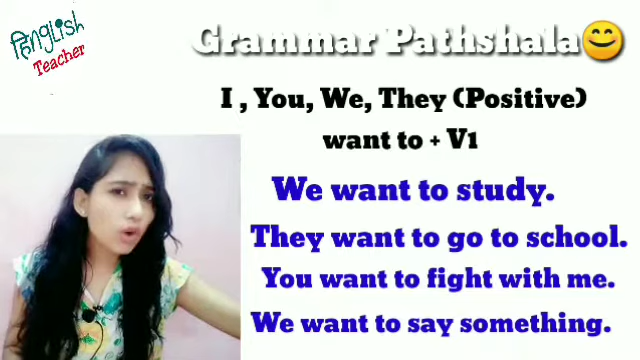 हिnglish
Teacher
Grammar Pathshala😊
I , You, We, They (Positive)
want to + V1
We want to study.
They want to go to school.
You want to fight with me.
We want to say something.